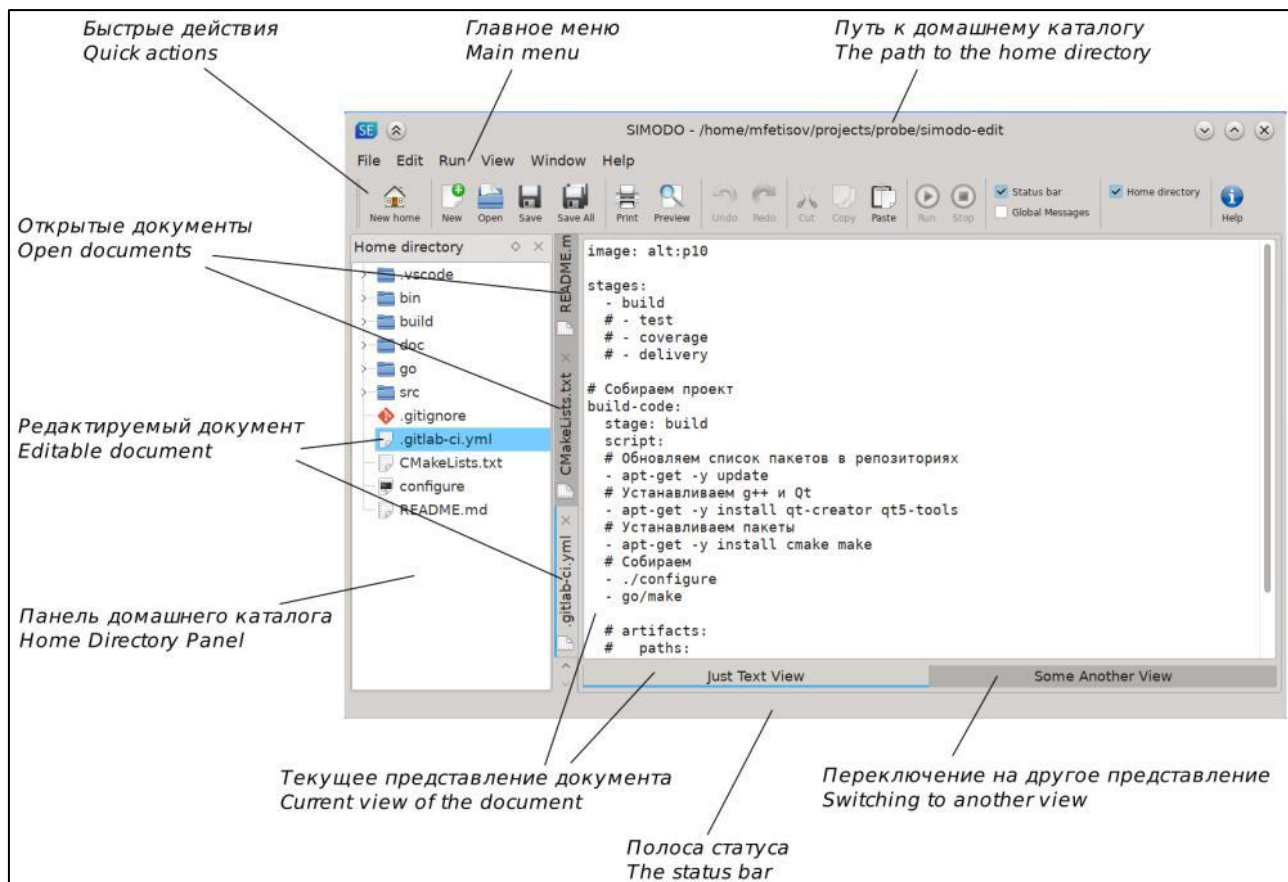 Быстрые действия
Quick actions
Главное меню
Main menu
Путь к домашнему каталогу
The path to the home directory
SE
SIMODO - /home/mfetisov/projects/probe/simodo-edit
File Edit Run View Window Help
New home New Open Save Save All Print Preview Undo Redo Cut Copy Paste Run Stop
Status bar
Global Messages
Home directory
Help
Открытые документы
Open documents
Редактируемый документ
Editable document
Панель домашнего каталога
Home Directory Panel
Home directory
.vscode
bin
build
doc
go
src
.gitignore
.gitlab-ci.yml
CMakeLists.txt
configure
README.md
README.m
CMakeLists.txt
.gitlab-ci.yml
image: alt:p10
stages:
- build
# - test
# - coverage
# - delivery
# Собираем проект
build-code:
stage: build
script:
# Обновляем список пакетов в репозиториях
- apt-get -y update
# Устанавливаем g++ и Qt
- apt-get -y install qt-creator qt5-tools
# Устанавливаем пакеты
- apt-get -y install cmake make
# Собираем
- ./configure
- go/make
# artifacts:
# paths:
Just Text View
Some Another View
Текущее представление документа
Current view of the document
Переключение на другое представление
Switching to another view
Полоса статуса
The status bar